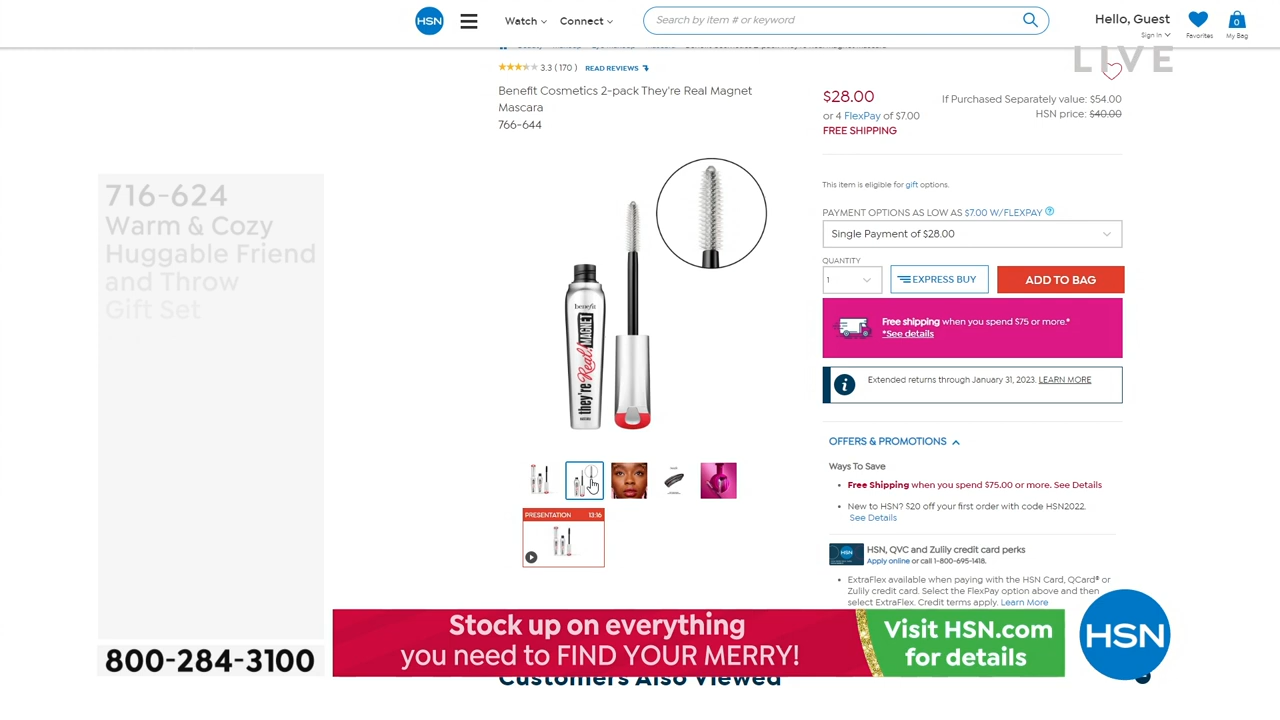 HSN
Watch
Connect
Search by item # or keyword
Hello, Guest
Sign in
Favorites
0
My Bag
LIVE
3.3 (170) READ REVIEWS
Benefit Cosmetics 2-pack They're Real Magnet
Mascara
766-644
$28.00
or 4 FlexPay of $7.00
FREE SHIPPING
If Purchased Separately value: $54.00
HSN price: $40.00
This item is eligible for gift options.
PAYMENT OPTIONS AS LOW AS $7.00 W/FLEXPAY
Single Payment of $28.00
QUANTITY
1
EXPRESS BUY
ADD TO BAG
Free shipping when you spend $75 or more.*
*See details
Extended returns through January 31, 2023. LEARN MORE
OFFERS & PROMOTIONS
Ways To Save
Free Shipping when you spend $75.00 or more. See Details
New to HSN? $20 off your first order with code HSN2022.
See Details
HSN
HSN, QVC and Zulily credit card perks
Apply online or call 1-800-695-1418.
ExtraFlex available when paying with the HSN Card, QCard® or
Zulily credit card. Select the FlexPay option above and then
select ExtraFlex. Credit terms apply. Learn More
716-624
Warm & Cozy
Huggable Friend
and Throw
Gift Set
benefit
they're Real! MAGNET
PRESENTATION 13:16
800-284-3100
Stock up on everything
you need to FIND YOUR MERRY!
Visit HSN.com
for details
HSN
Customers Also Viewed